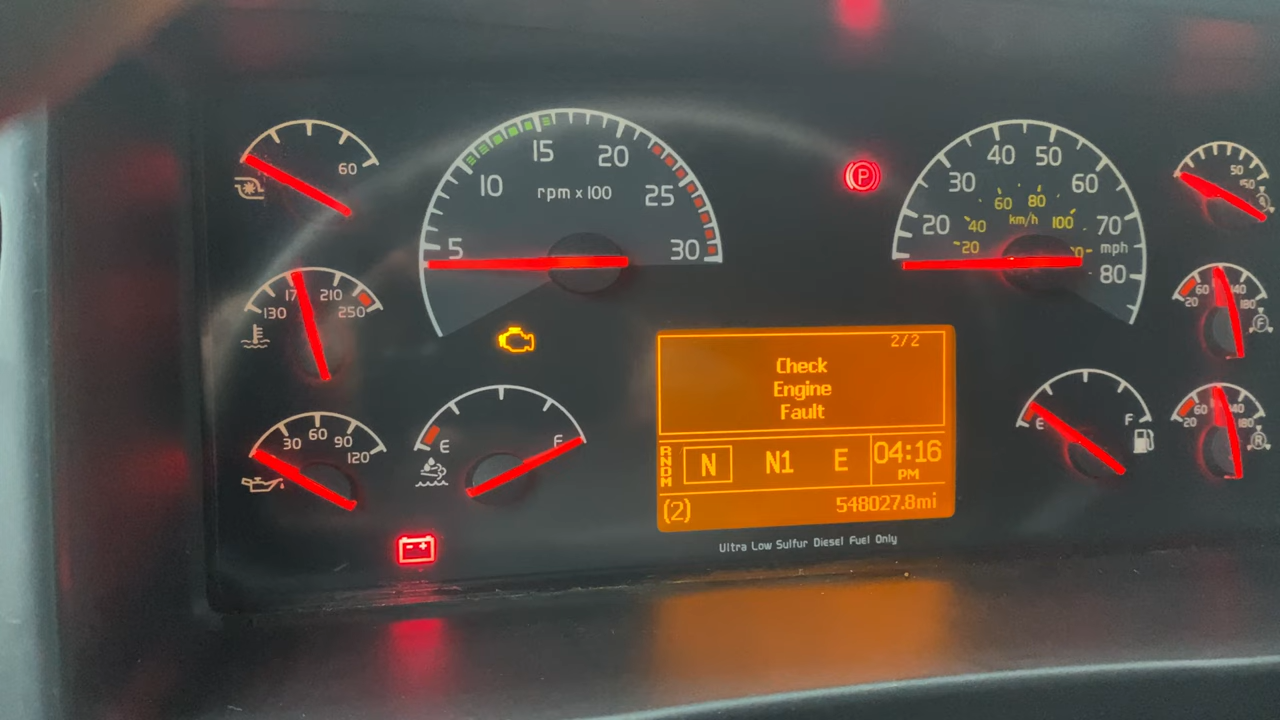 60
15
20
10
25
rpm x 100
5
30
P
40
50
30
60
20
70
80
60
80
40
km/h
100
20
mph
50
150
17
210
130
250
60
40
20
180
F
2/2
Check
Engine
Fault
30
60
90
120
E
F
E
F
60
40
20
180
R
RNDM
N
N1
E
04:16
PM
(2)
548027.8mi
Ultra Low Sulfur Diesel Fuel Only